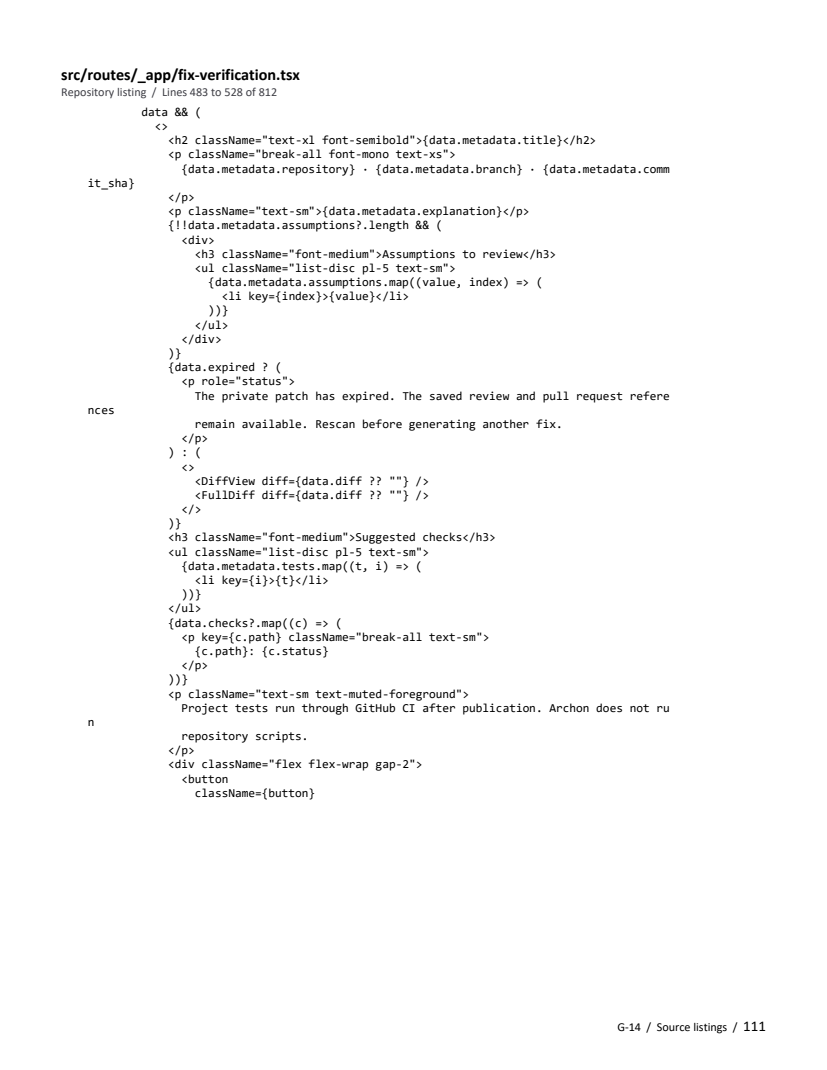 src/routes/_app/fix-verification.tsx
Repository listing / Lines 483 to 528 of 812
        data && (
          <>
            <h2 className="text-xl font-semibold">{data.metadata.title}</h2>
            <p className="break-all font-mono text-xs">
              {data.metadata.repository} · {data.metadata.branch} · {data.metadata.comm
it_sha}
            </p>
            <p className="text-sm">{data.metadata.explanation}</p>
            {!!data.metadata.assumptions?.length && (
              <div>
                <h3 className="font-medium">Assumptions to review</h3>
                <ul className="list-disc pl-5 text-sm">
                  {data.metadata.assumptions.map((value, index) => (
                    <li key={index}>{value}</li>
                  ))}
                </ul>
              </div>
            )}
            {data.expired ? (
              <p role="status">
                The private patch has expired. The saved review and pull request refere
nces
                remain available. Rescan before generating another fix.
              </p>
            ) : (
              <>
                <DiffView diff={data.diff ?? ""} />
                <FullDiff diff={data.diff ?? ""} />
              </>
            )}
            <h3 className="font-medium">Suggested checks</h3>
            <ul className="list-disc pl-5 text-sm">
              {data.metadata.tests.map((t, i) => (
                <li key={i}>{t}</li>
              ))}
            </ul>
            {data.checks?.map((c) => (
              <p key={c.path} className="break-all text-sm">
                {c.path}: {c.status}
              </p>
            ))}
            <p className="text-sm text-muted-foreground">
              Project tests run through GitHub CI after publication. Archon does not ru
n
              repository scripts.
            </p>
            <div className="flex flex-wrap gap-2">
              <button
                className={button}
G-14 / Source listings / 111